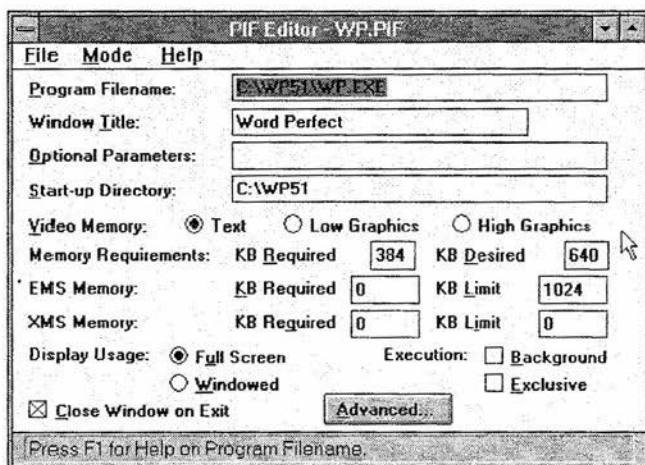 PIF Editor - WP.PIF
File Mode Help
Program Filename: C:\WP51\WP.EXE
Window Title: Word Perfect
Optional Parameters:
Start-up Directory: C:\WP51
Video Memory: Text Low Graphics High Graphics
Memory Requirements: KB Required 384 KB Desired 640
EMS Memory: KB Required 0 KB Limit 1024
XMS Memory: KB Required 0 KB Limit 0
Display Usage: Full Screen Execution: Background
Windowed Exclusive
Close Window on Exit Advanced...
Press F1 for Help on Program Filename.